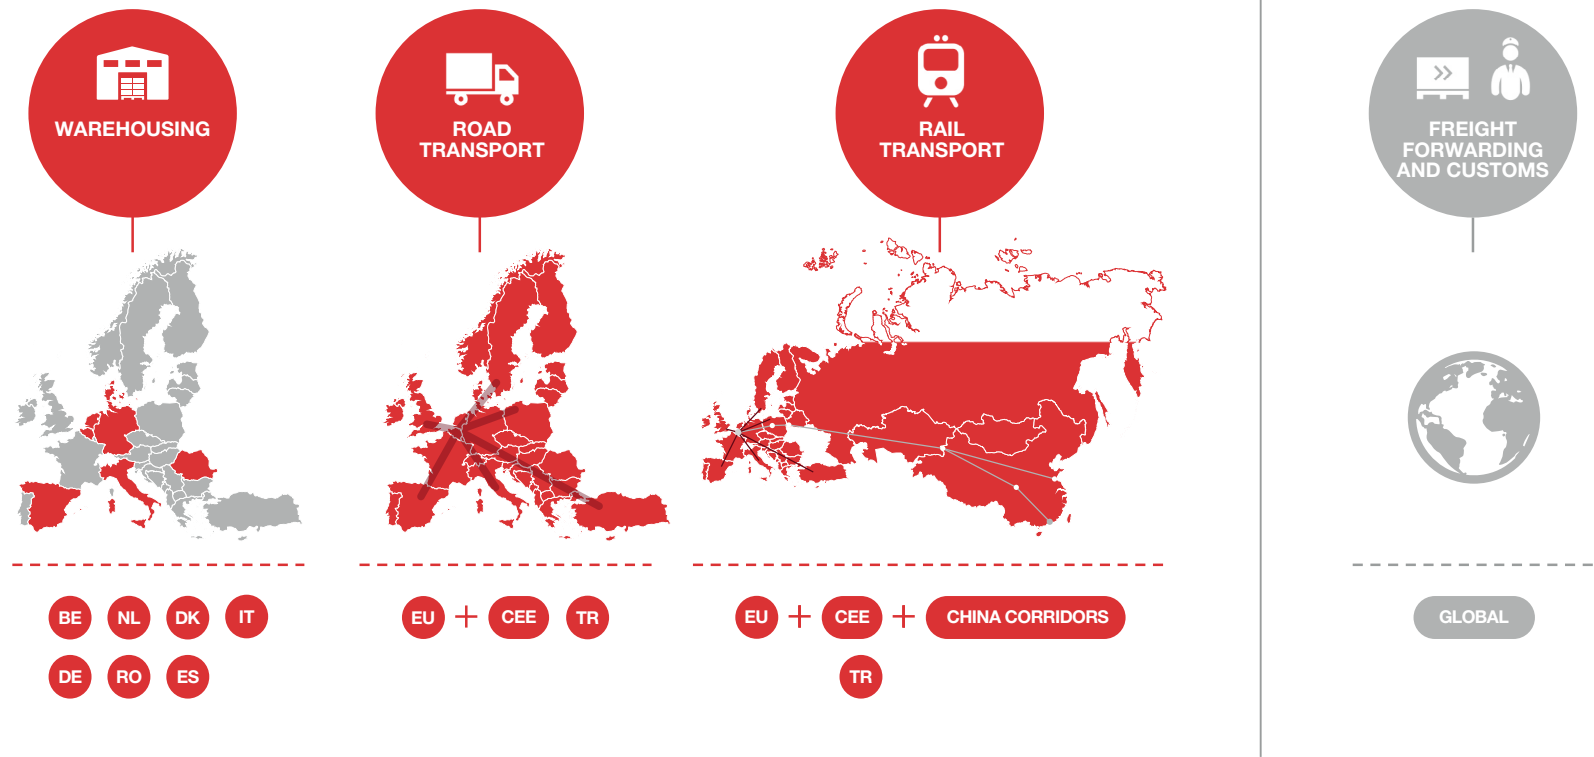 WAREHOUSING
ROAD
TRANSPORT
RAIL
TRANSPORT
FREIGHT
FORWARDING
AND CUSTOMS
BE NL DK IT
DE RO ES
EU + CEE TR
EU + CEE + CHINA CORRIDORS
TR
GLOBAL